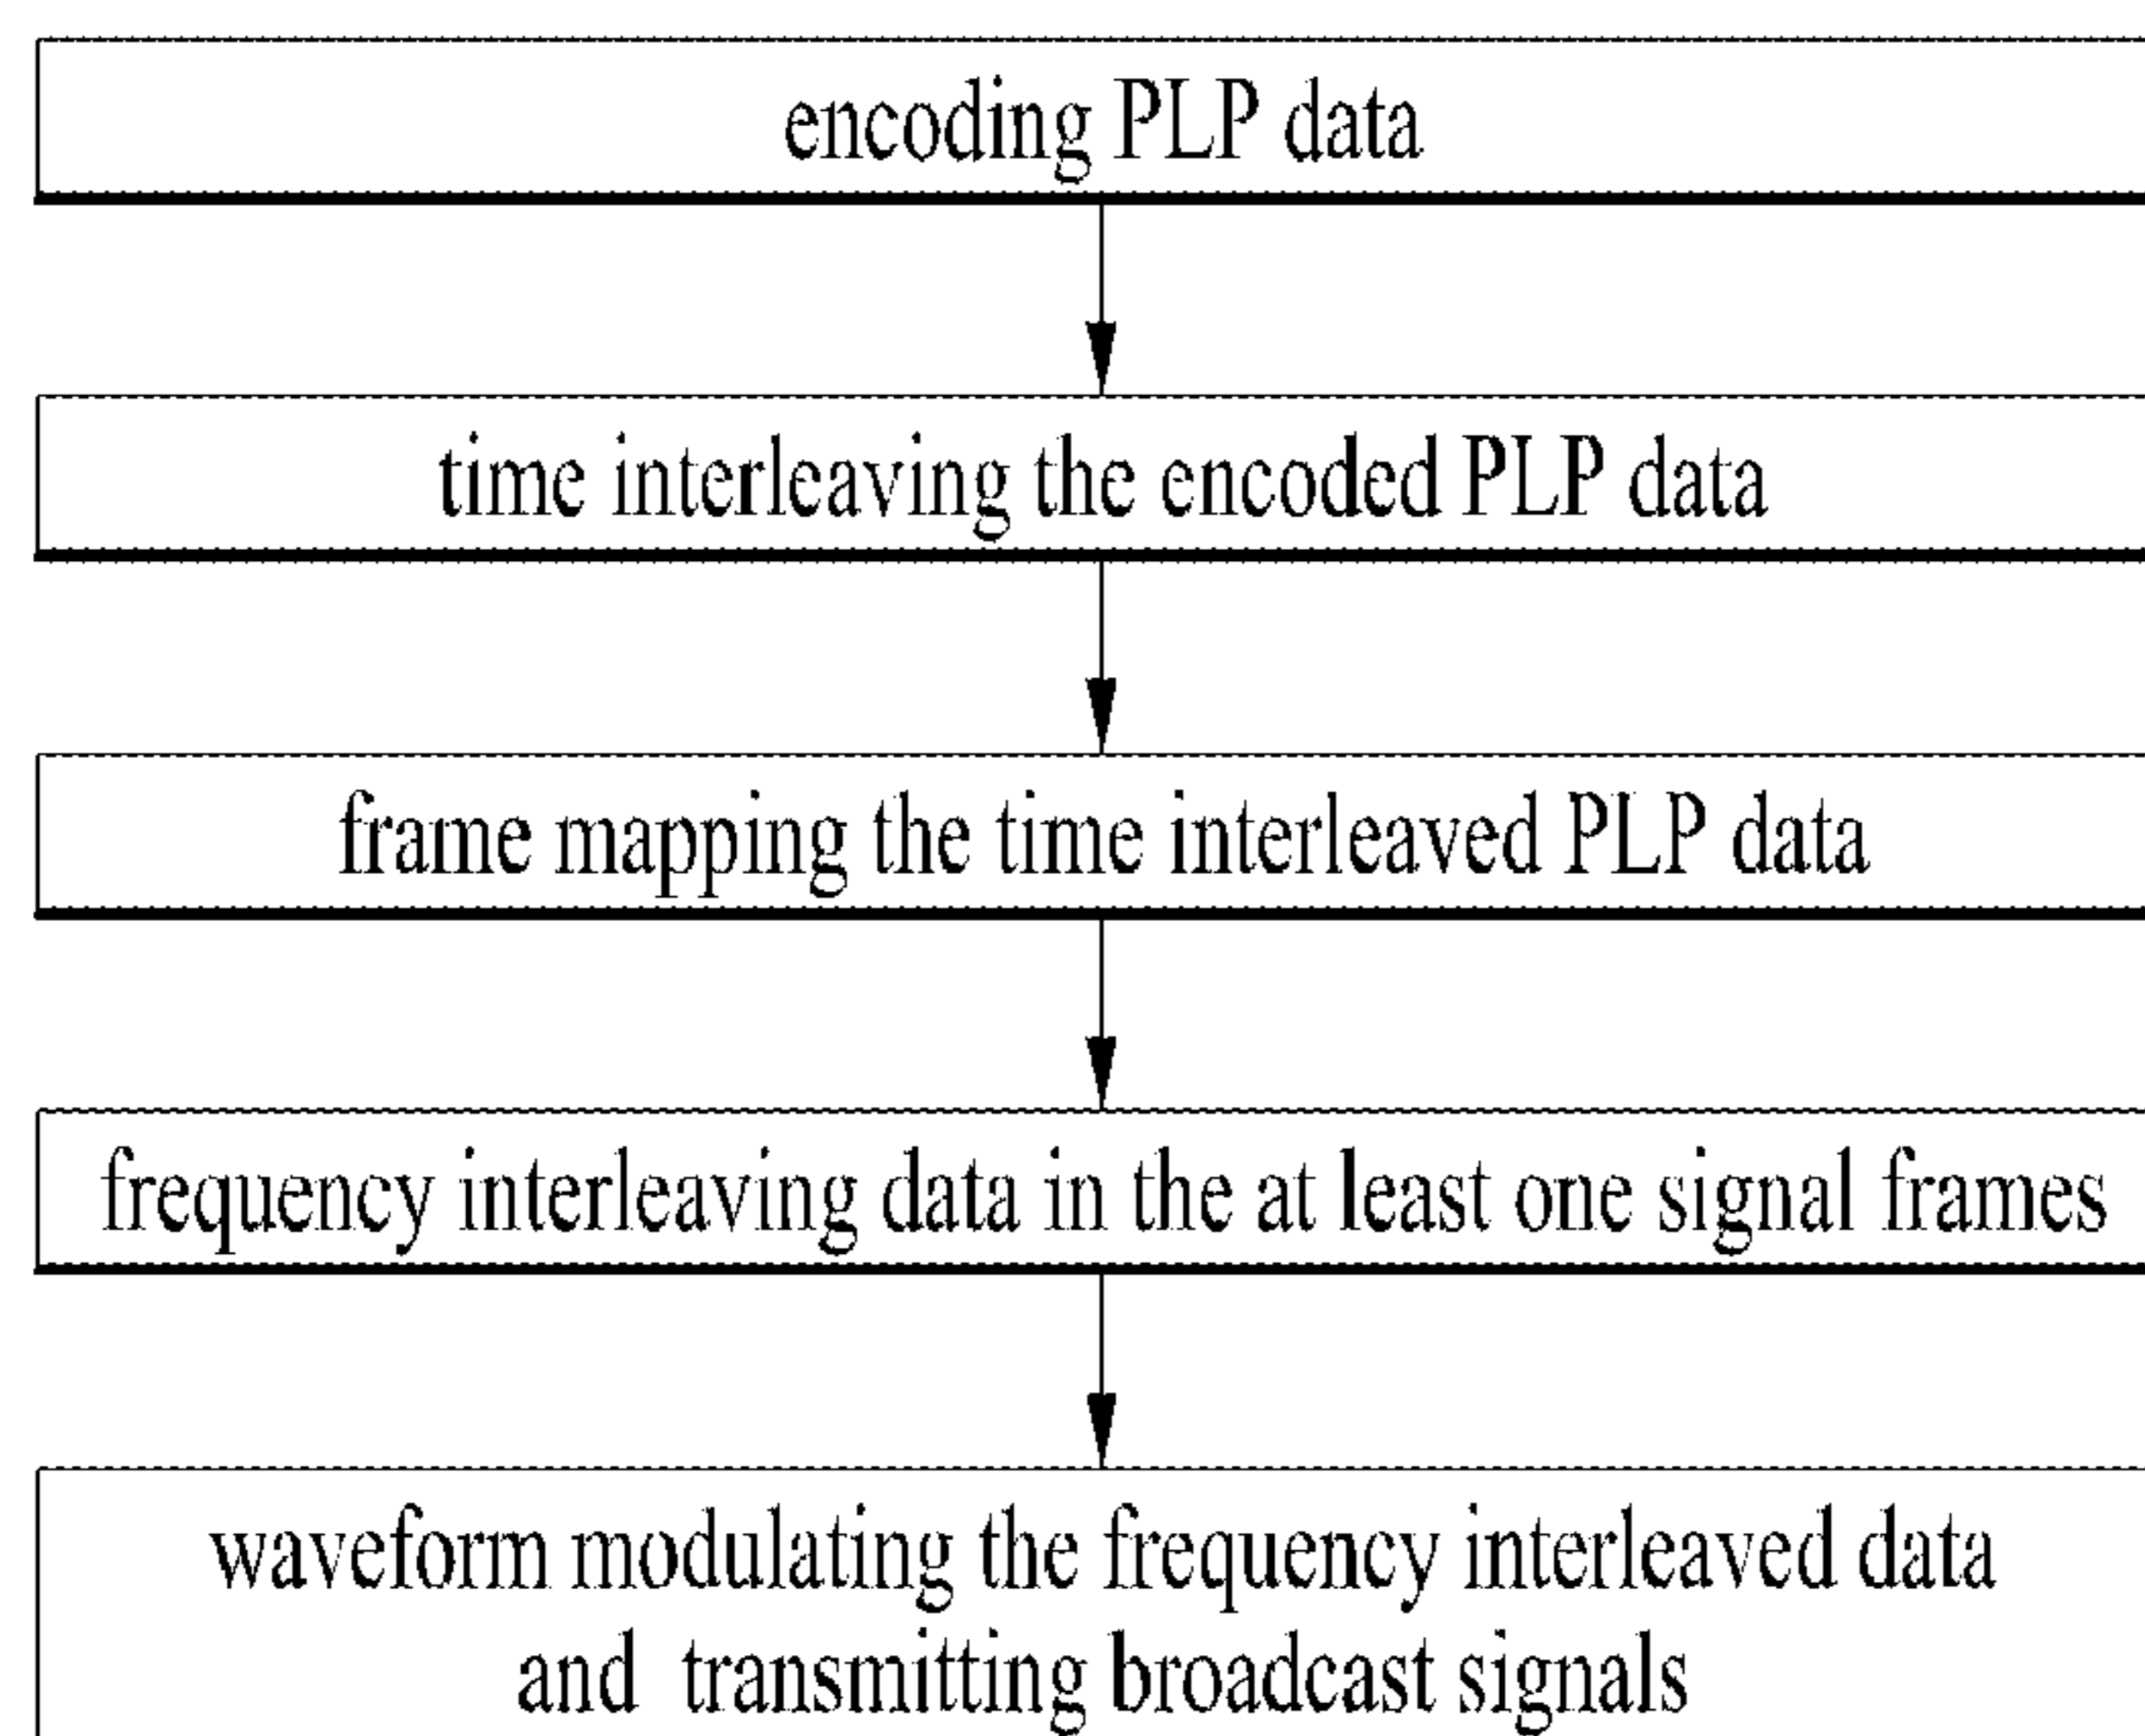 encoding PLP data
time interleaving the encoded PLP data
frame mapping the time interleaved PLP data
frequency interleaving data in the at least one signal frames
waveform modulating the frequency interleaved data
and transmitting broadcast signals